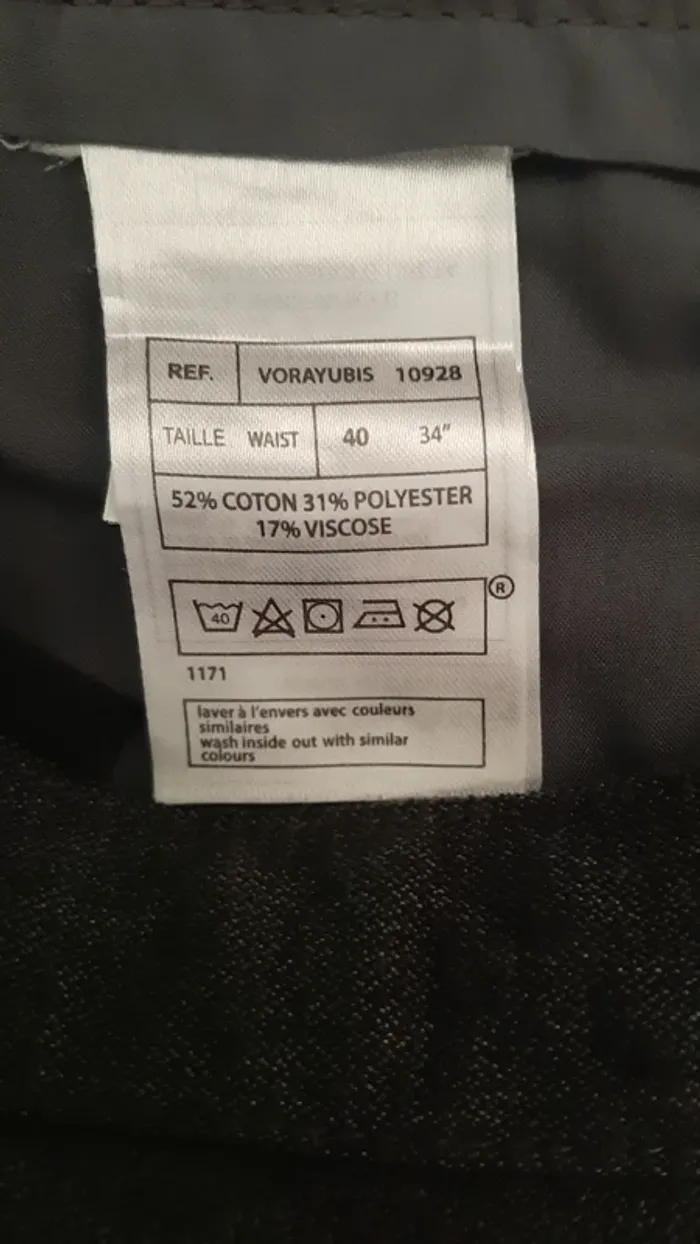 REF. VORAYUBIS 10928
TAILLE WAIST 40 34"
52% COTON 31% POLYESTER
17% VISCOSE
40
®
1171
laver à l'envers avec couleurs
similaires
wash inside out with similar
colours